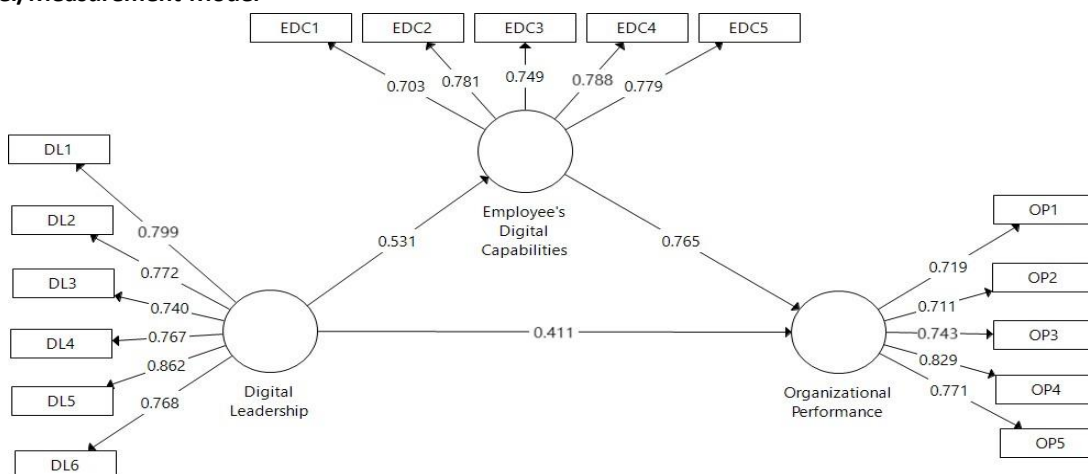 Measurement Model
EDC1
EDC2
EDC3
EDC4
EDC5
0.703
0.781
0.749
0.788
0.779
DL1
DL2
DL3
DL4
DL5
DL6
0.799
0.772
0.740
0.767
0.862
0.768
Employee's
Digital
Capabilities
0.531
0.765
0.411
Digital
Leadership
Organizational
Performance
OP1
OP2
OP3
OP4
OP5
0.719
0.711
0.743
0.829
0.771